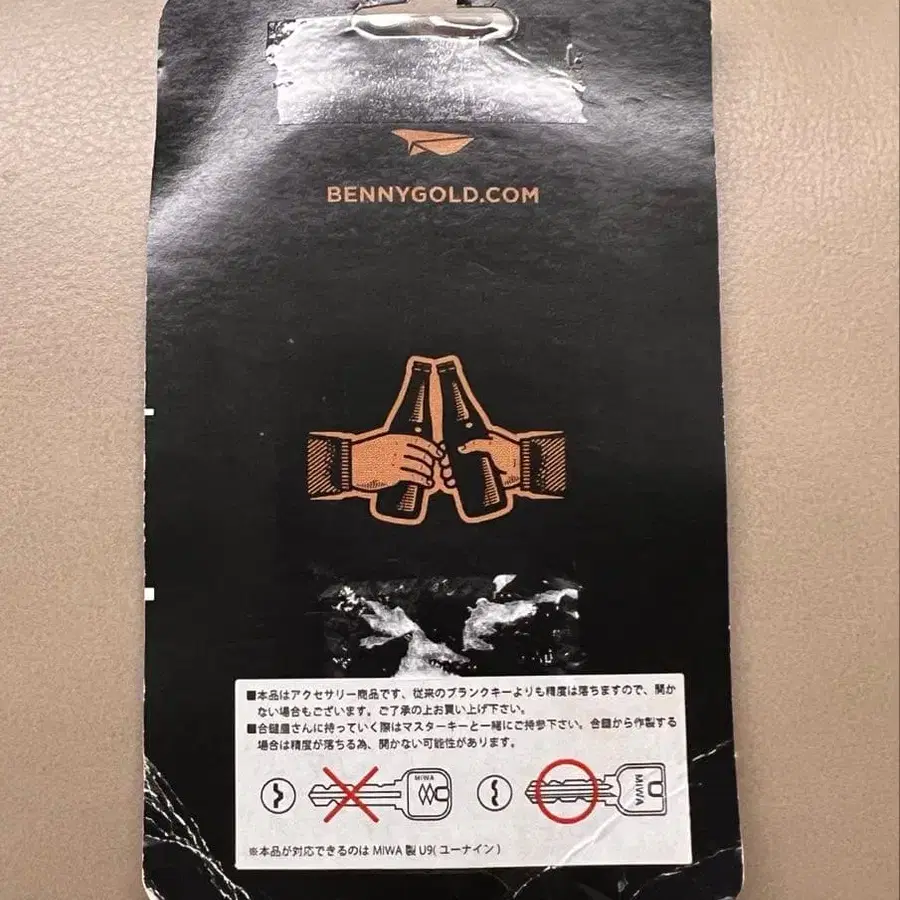 BENNYGOLD.COM
■本品はアクセサリー商品です、従来のブランクキーよりも精度は落ちますので、開か
ない場合もございます。ご了承の上お買い上げ下さい。
■合鍵屋さんに持っていく際はマスターキーと一緒にご持参下さい。合鍵から作製する
場合は精度が落ちる為、開かない可能性があります。
MIWA
MIWA
※本品が対応できるのは MIWA 製 U9( ユーナイン )